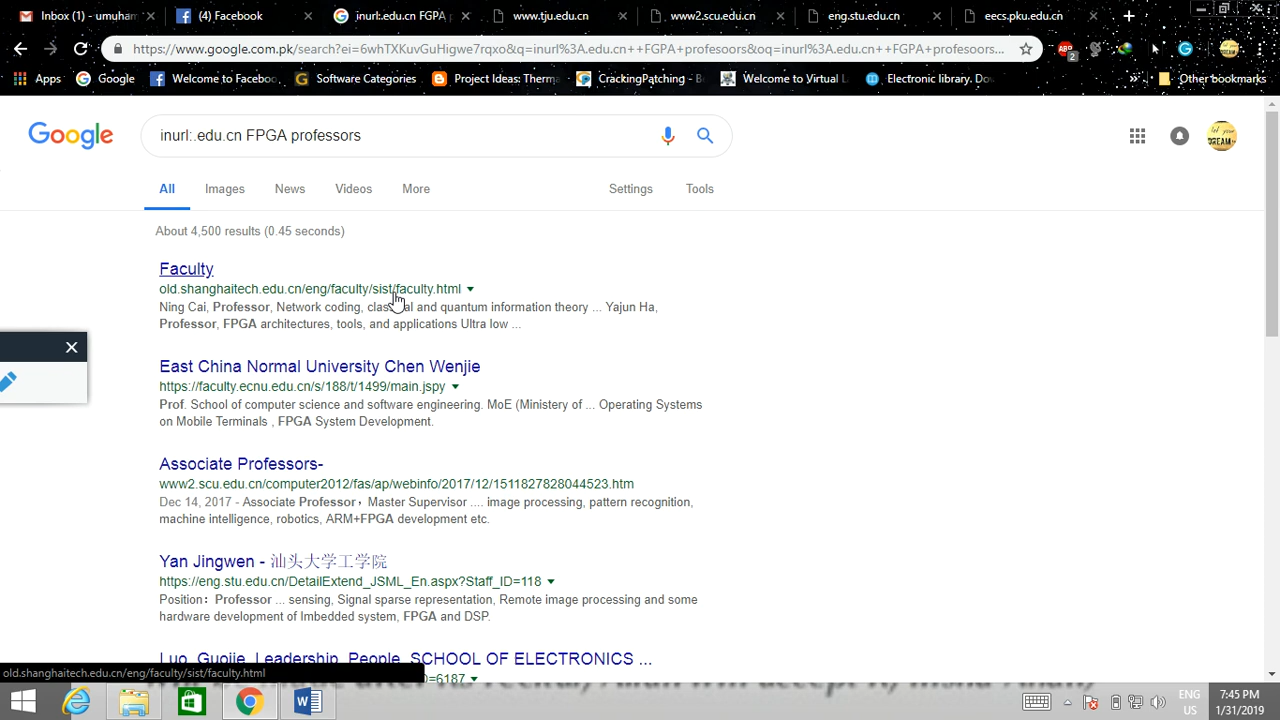 Inbox (1) - umuham
(4) Facebook
inurl:.edu.cn FGPA p
www.tju.edu.cn
www2.scu.edu.cn
eng.stu.edu.cn
eecs.pku.edu.cn
https://www.google.com.pk/search?ei=6whTXKuvGuHigwe7rqxo&q=inurl%3A.edu.cn++FGPA+profesoors&oq=inurl%3A.edu.cn++FGPA+profesoors...
ABP
2
Apps
Google
Welcome to Faceboo
Software Categories
Project Ideas: Therma
CrackingPatching - B
Welcome to Virtual L
Electronic library. Do
Other bookmarks
Google
inurl:.edu.cn FPGA professors
All
Images
News
Videos
More
Settings
Tools
About 4,500 results (0.45 seconds)
Faculty
old.shanghaitech.edu.cn/eng/faculty/sist/faculty.html
Ning Cai, Professor, Network coding, classical and quantum information theory ... Yajun Ha,
Professor, FPGA architectures, tools, and applications Ultra low ...
East China Normal University Chen Wenjie
https://faculty.ecnu.edu.cn/s/188/t/1499/main.jspy
Prof. School of computer science and software engineering. MoE (Ministery of ... Operating Systems
on Mobile Terminals , FPGA System Development.
Associate Professors-
www2.scu.edu.cn/computer2012/fas/ap/webinfo/2017/12/1511827828044523.htm
Dec 14, 2017 - Associate Professor，Master Supervisor .... image processing, pattern recognition,
machine intelligence, robotics, ARM+FPGA development etc.
Yan Jingwen - 汕头大学工学院
https://eng.stu.edu.cn/DetailExtend_JSML_En.aspx?Staff_ID=118
Position：Professor ... sensing, Signal sparse representation, Remote image processing and some
hardware development of Imbedded system, FPGA and DSP.
Luo, Guojie, Leadership, People, SCHOOL OF ELECTRONICS ...
=6187
old.shanghaitech.edu.cn/eng/faculty/sist/faculty.html
ENG
US
7:45 PM
1/31/2019